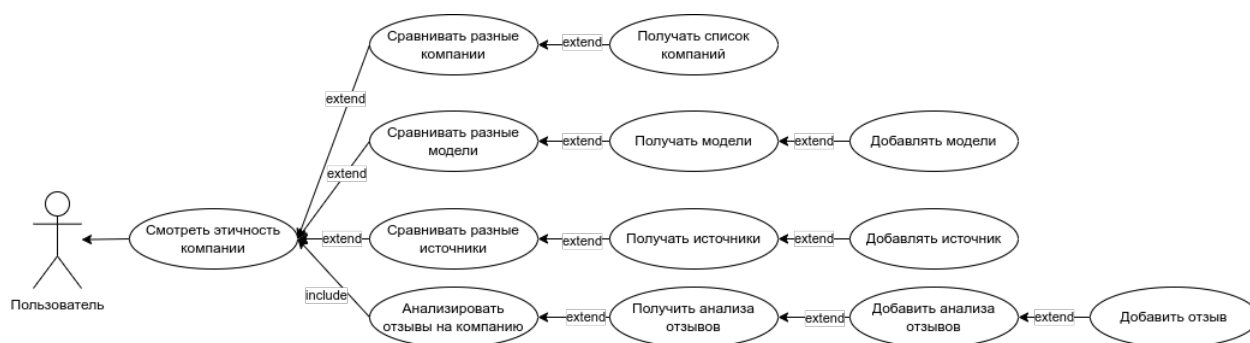 Сравнивать разные
компании
extend
Получать список
компаний
extend
Сравнивать разные
модели
extend
Получать модели
extend
Добавлять модели
extend
Смотреть этичность
компании
extend
Сравнивать разные
источники
extend
Получать источники
extend
Добавлять источник
Пользователь
include
Анализировать
отзывы на компанию
extend
Получить анализа
отзывов
extend
Добавить анализа
отзывов
extend
Добавить отзыв